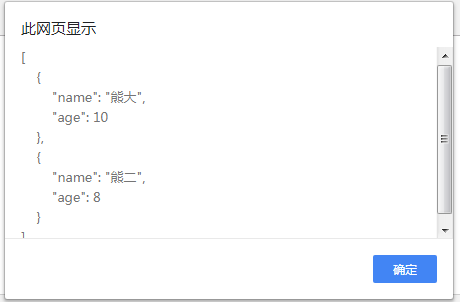 此网页显示
[
    {
        "name": "熊大",
        "age": 10
    },
    {
        "name": "熊二",
        "age": 8
    }
]
确定